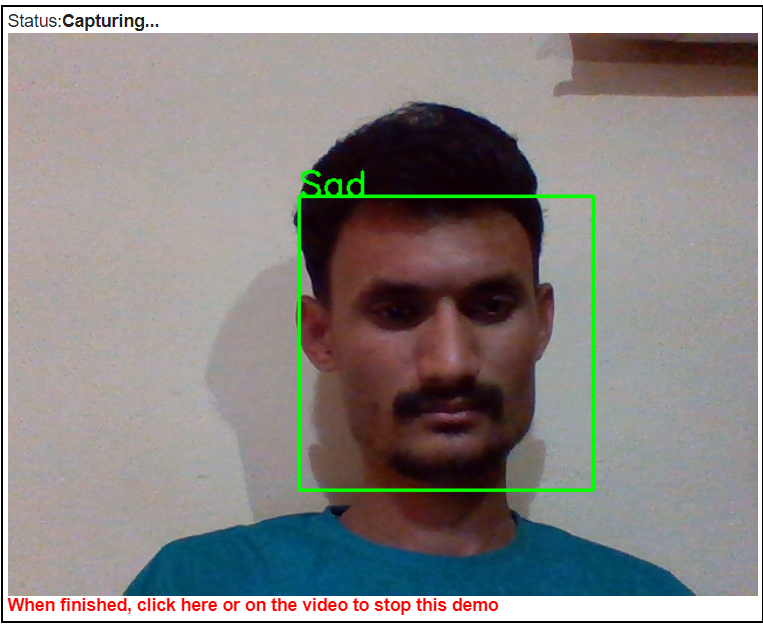 Status:Capturing...
Sad
When finished, click here or on the video to stop this demo